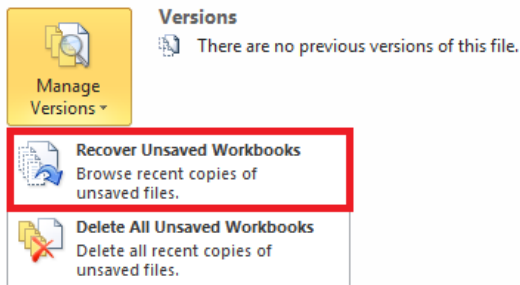 Versions
There are no previous versions of this file.
Manage
Versions
Recover Unsaved Workbooks
Browse recent copies of
unsaved files.
Delete All Unsaved Workbooks
Delete all recent copies of
unsaved files.